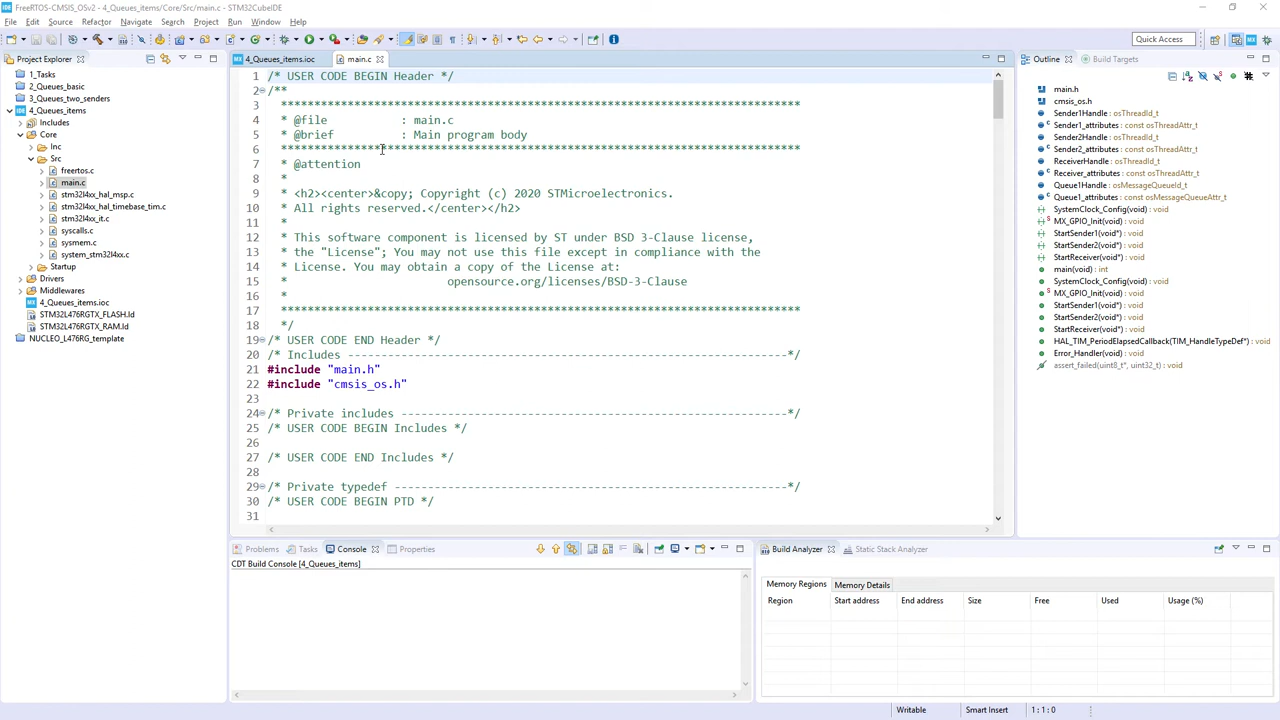 FreeRTOS-CMSIS_OSv2 - 4_Queues_items/Core/Src/main.c - STM32CubeIDE
File Edit Source Refactor Navigate Search Project Run Window Help
Quick Access
Project Explorer
1_Tasks
2_Queues_basic
3_Queues_two_senders
4_Queues_items
Includes
Core
Inc
Src
freertos.c
main.c
stm32l4xx_hal_msp.c
stm32l4xx_hal_timebase_tim.c
stm32l4xx_it.c
syscalls.c
sysmem.c
system_stm32l4xx.c
Startup
Drivers
Middlewares
4_Queues_items.ioc
STM32L476RGTX_FLASH.ld
STM32L476RGTX_RAM.ld
NUCLEO_L476RG_template
4_Queues_items.ioc main.c
1 /* USER CODE BEGIN Header */
2 /**
3 ******************************************************************************
4 * @file : main.c
5 * @brief : Main program body
6 ******************************************************************************
7 * @attention
8 *
9 * <h2><center>&copy; Copyright (c) 2020 STMicroelectronics.
10 * All rights reserved.</center></h2>
11 *
12 * This software component is licensed by ST under BSD 3-Clause license,
13 * the "License"; You may not use this file except in compliance with the
14 * License. You may obtain a copy of the License at:
15 * opensource.org/licenses/BSD-3-Clause
16 *
17 ******************************************************************************
18 */
19 /* USER CODE END Header */
20 /* Includes ------------------------------------------------------------------*/
21 #include "main.h"
22 #include "cmsis_os.h"
23
24 /* Private includes ----------------------------------------------------------*/
25 /* USER CODE BEGIN Includes */
26
27 /* USER CODE END Includes */
28
29 /* Private typedef -----------------------------------------------------------*/
30 /* USER CODE BEGIN PTD */
31
Outline Build Targets
main.h
cmsis_os.h
Sender1Handle : osThreadId_t
Sender1_attributes : const osThreadAttr_t
Sender2Handle : osThreadId_t
Sender2_attributes : const osThreadAttr_t
ReceiverHandle : osThreadId_t
Receiver_attributes : const osThreadAttr_t
Queue1Handle : osMessageQueueId_t
Queue1_attributes : const osMessageQueueAttr_t
SystemClock_Config(void) : void
MX_GPIO_Init(void) : void
StartSender1(void*) : void
StartSender2(void*) : void
StartReceiver(void*) : void
main(void) : int
SystemClock_Config(void) : void
MX_GPIO_Init(void) : void
StartSender1(void*) : void
StartSender2(void*) : void
StartReceiver(void*) : void
HAL_TIM_PeriodElapsedCallback(TIM_HandleTypeDef*) : void
Error_Handler(void) : void
assert_failed(uint8_t*, uint32_t) : void
Problems Tasks Console Properties
CDT Build Console [4_Queues_items]
Build Analyzer Static Stack Analyzer
Memory Regions Memory Details
Region Start address End address Size Free Used Usage (%)
Writable Smart Insert 1 : 1 : 0